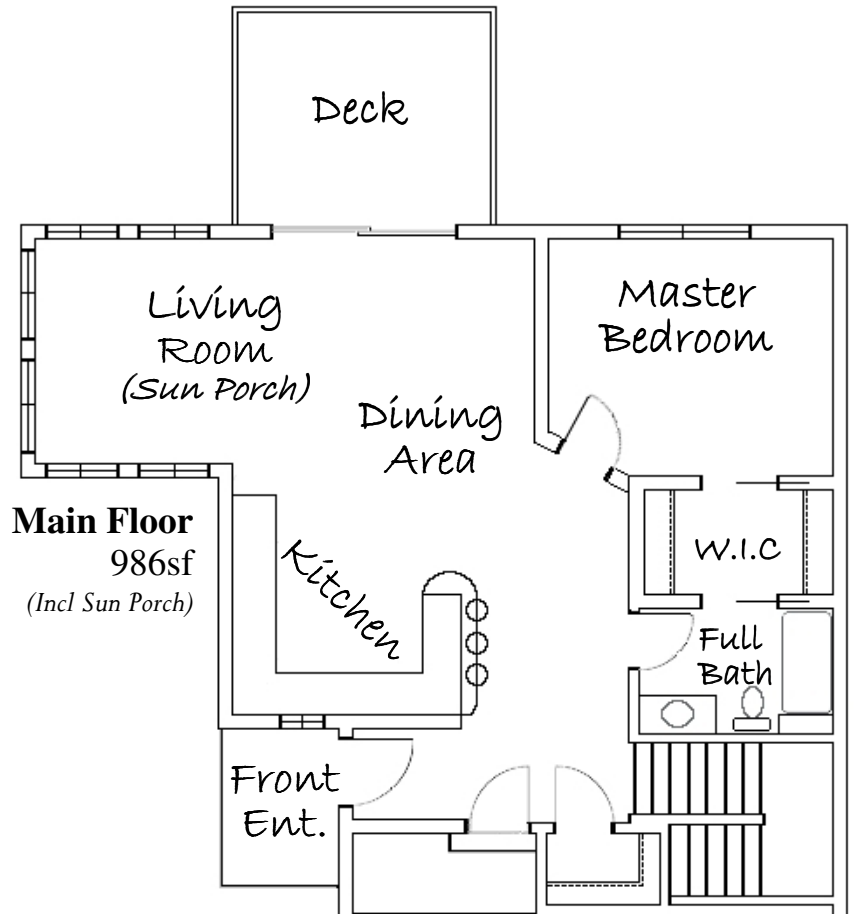 Deck
Living
Room
(Sun Porch)
Master
Bedroom
Dining
Area
Main Floor
986sf
(Incl Sun Porch)
Kitchen
W.I.C
Full
Bath
Front
Ent.